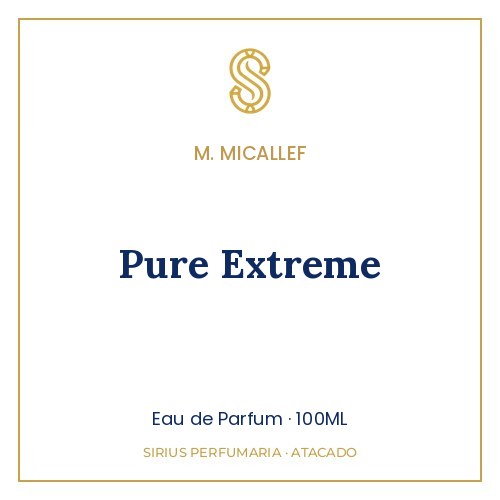 M. MICALLEF
Pure Extreme
Eau de Parfum · 100ML
SIRIUS PERFUMARIA · ATACADO